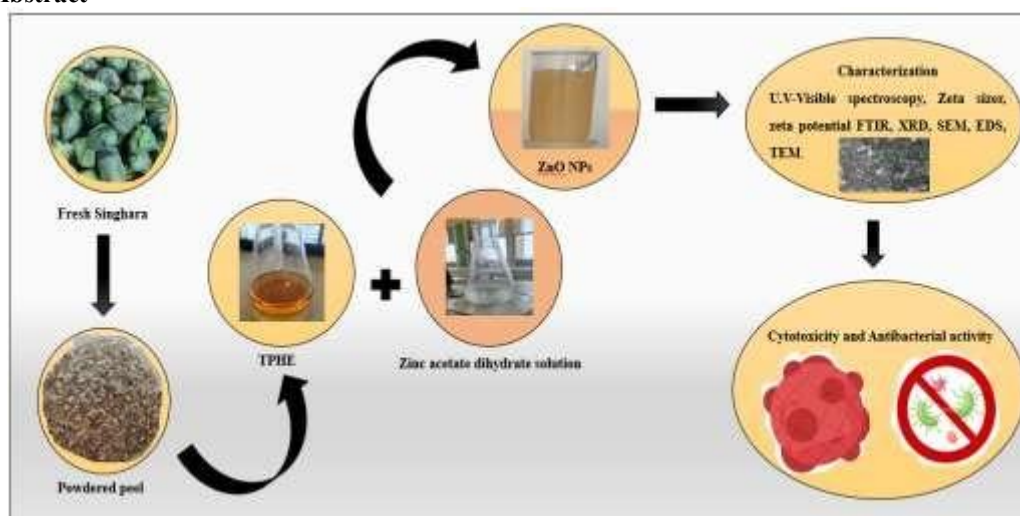 Abstract
Fresh Singhara
Powdered peel
TPHE
Zinc acetate dihydrate solution
ZnO NPs
Characterization
U.V-Visible spectroscopy, Zeta sizer,
zeta potential FTIR, XRD, SEM, EDS,
TEM.
Cytotoxicity and Antibacterial activity